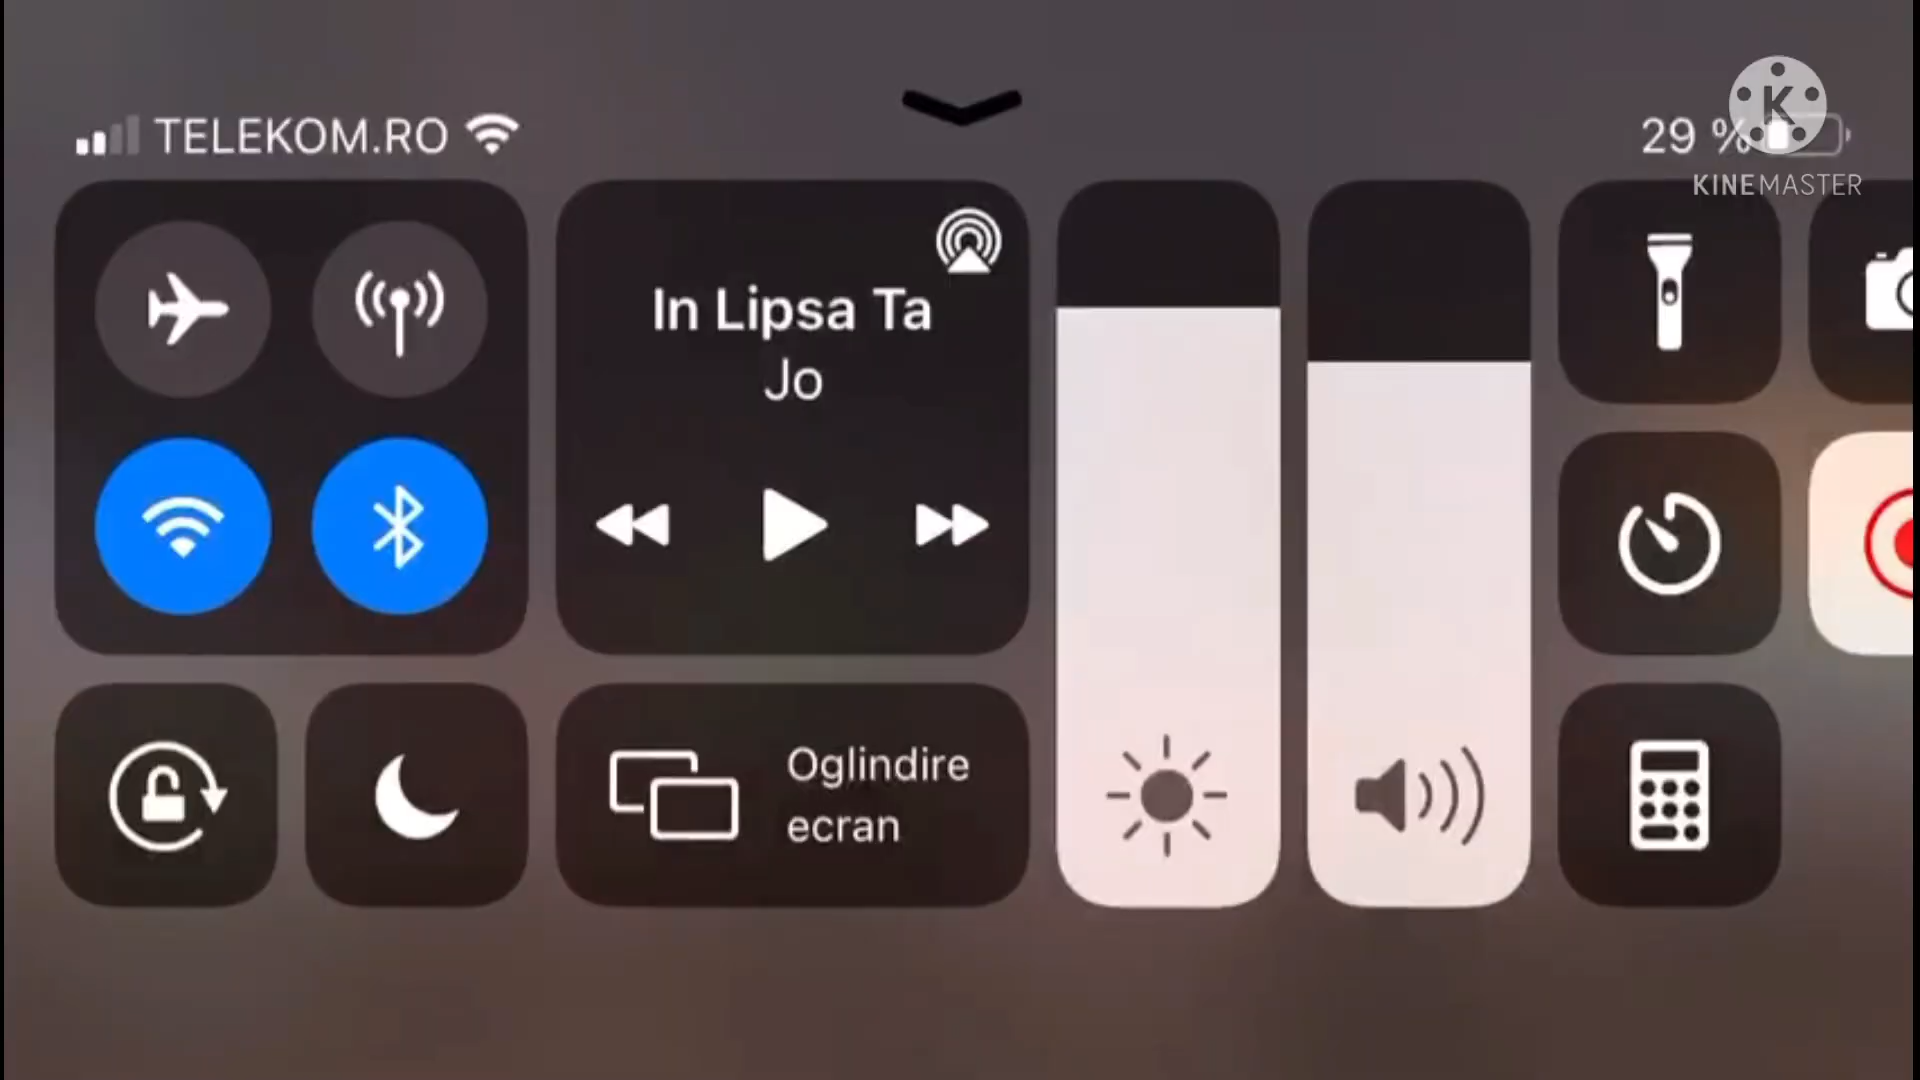 TELEKOM.RO
29 %
K
KINEMASTER
In Lipsa Ta
Jo
Oglindire
ecran